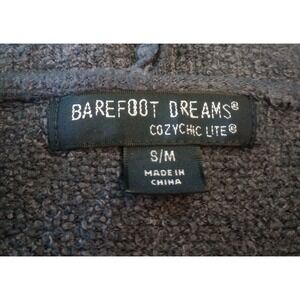 BAREFOOT DREAMS®
COZYCHIC LITE®
S/M
MADE IN
CHINA